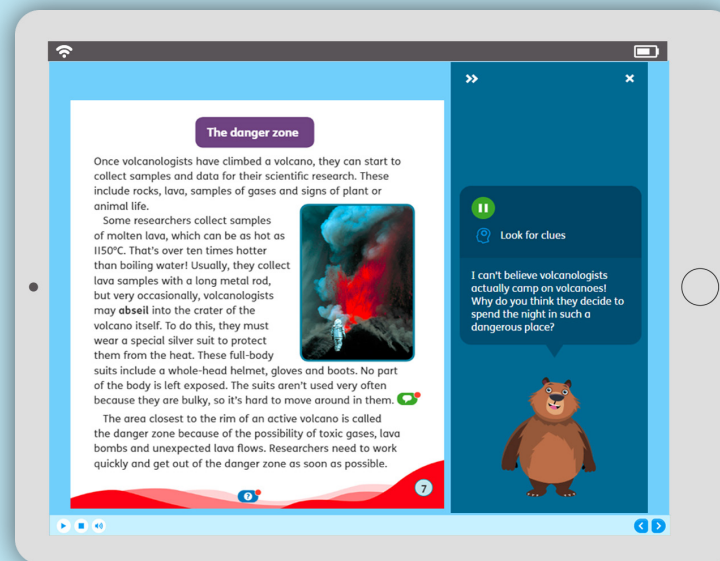 The danger zone
Once volcanologists have climbed a volcano, they can start to
collect samples and data for their scientific research. These
include rocks, lava, samples of gases and signs of plant or
animal life.
Some researchers collect samples
of molten lava, which can be as hot as
1150°C. That's over ten times hotter
than boiling water! Usually, they collect
lava samples with a long metal rod,
but very occasionally, volcanologists
may abseil into the crater of the
volcano itself. To do this, they must
wear a special silver suit to protect
them from the heat. These full-body
suits include a whole-head helmet, gloves and boots. No part
of the body is left exposed. The suits aren't used very often
because they are bulky, so it's hard to move around in them.
The area closest to the rim of an active volcano is called
the danger zone because of the possibility of toxic gases, lava
bombs and unexpected lava flows. Researchers need to work
quickly and get out of the danger zone as soon as possible.
7
Look for clues
I can't believe volcanologists
actually camp on volcanoes!
Why do you think they decide to
spend the night in such a
dangerous place?